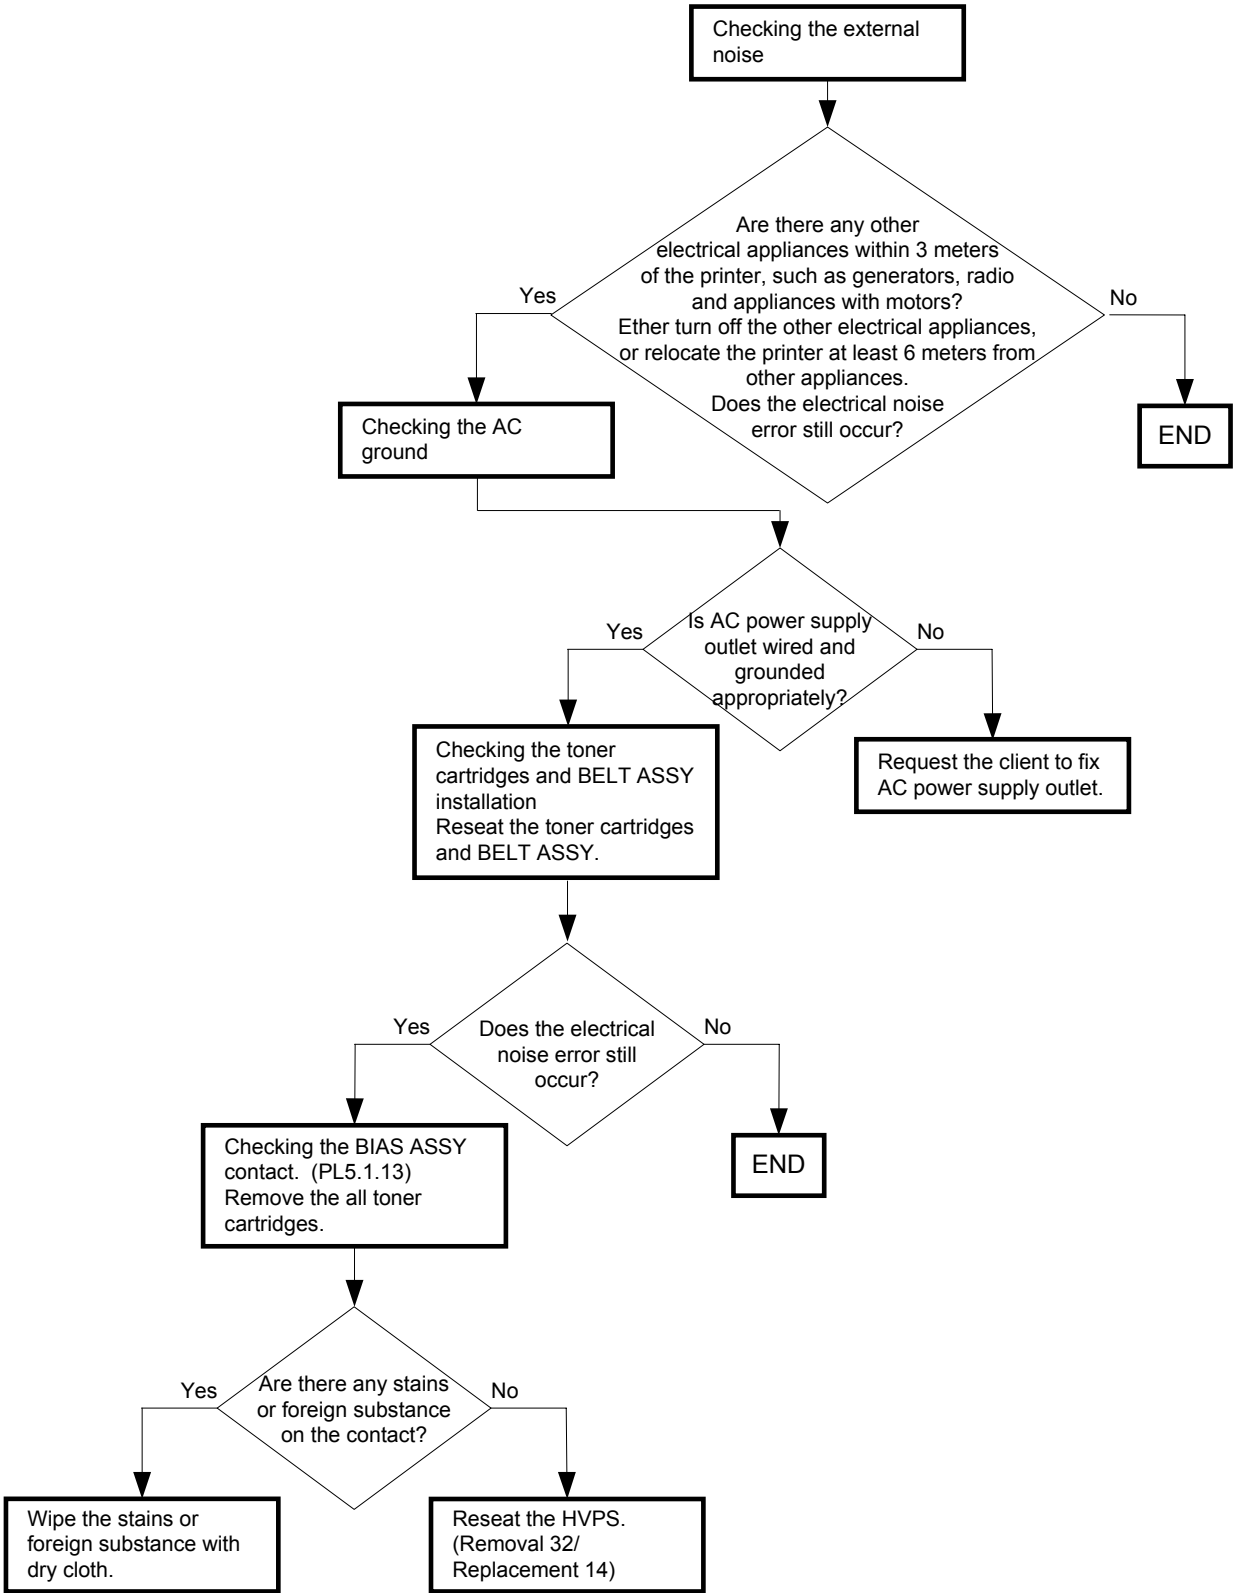 Checking the external
noise
Are there any other
electrical appliances within 3 meters
of the printer, such as generators, radio
and appliances with motors?
Ether turn off the other electrical appliances,
or relocate the printer at least 6 meters from
other appliances.
Does the electrical noise
error still occur?
Yes
No
Checking the AC
ground
END
Is AC power supply
outlet wired and
grounded
appropriately?
Yes
No
Checking the toner
cartridges and BELT ASSY
installation
Reseat the toner cartridges
and BELT ASSY.
Request the client to fix
AC power supply outlet.
Does the electrical
noise error still
occur?
Yes
No
Checking the BIAS ASSY
contact.  (PL5.1.13)
Remove the all toner
cartridges.
END
Are there any stains
or foreign substance
on the contact?
Yes
No
Wipe the stains or
foreign substance with
dry cloth.
Reseat the HVPS.
(Removal 32/
Replacement 14)